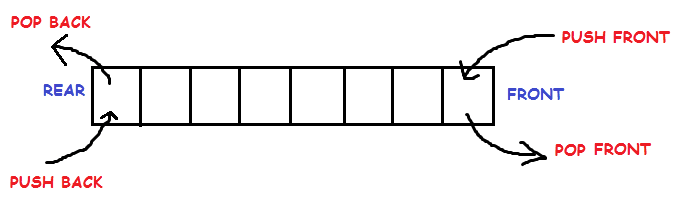 POP BACK
PUSH FRONT
REAR
FRONT
POP FRONT
PUSH BACK